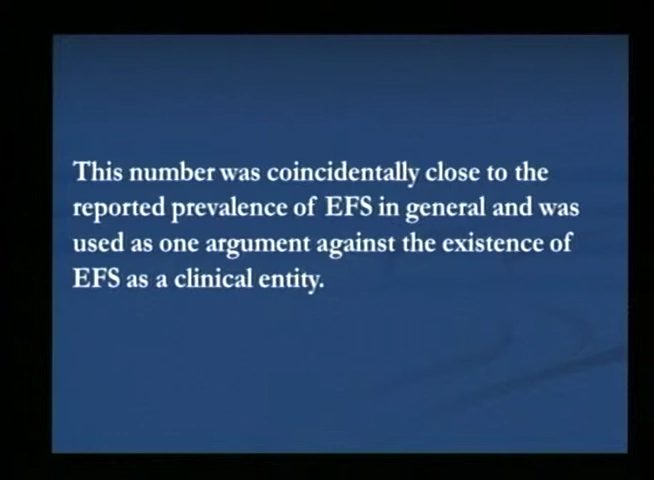 This number was coincidentally close to the
reported prevalence of EFS in general and was
used as one argument against the existence of
EFS as a clinical entity.